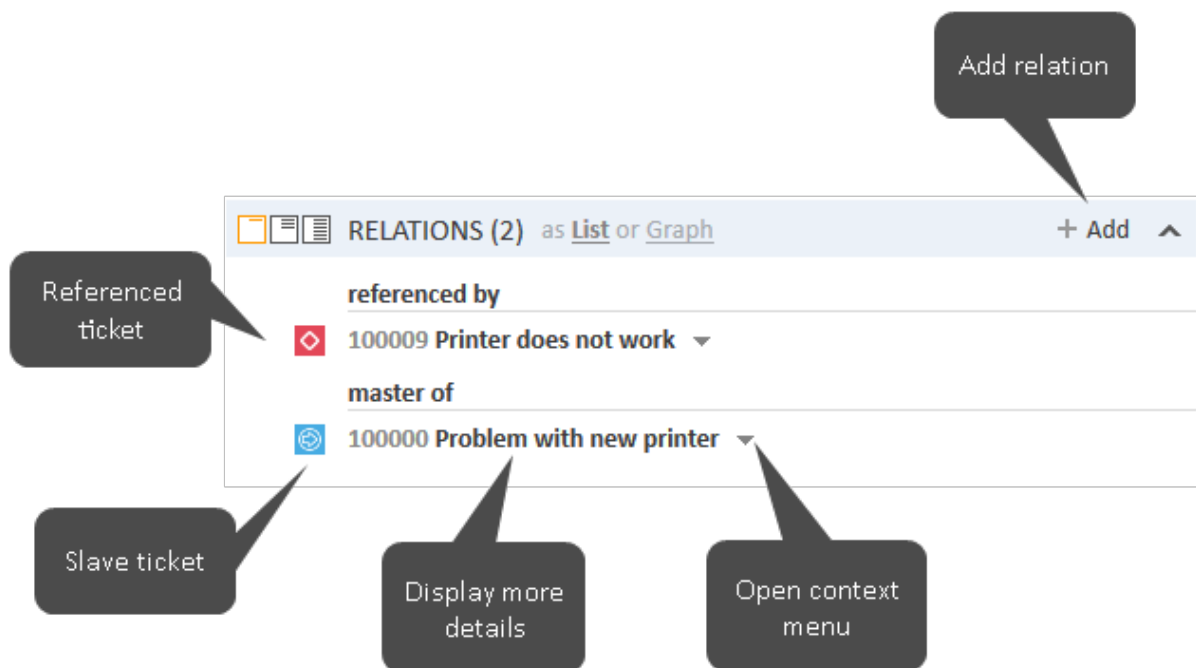 Add relation
RELATIONS (2) as List or Graph + Add
Referenced
ticket
referenced by
100009 Printer does not work
master of
100000 Problem with new printer
Slave ticket
Display more
details
Open context
menu